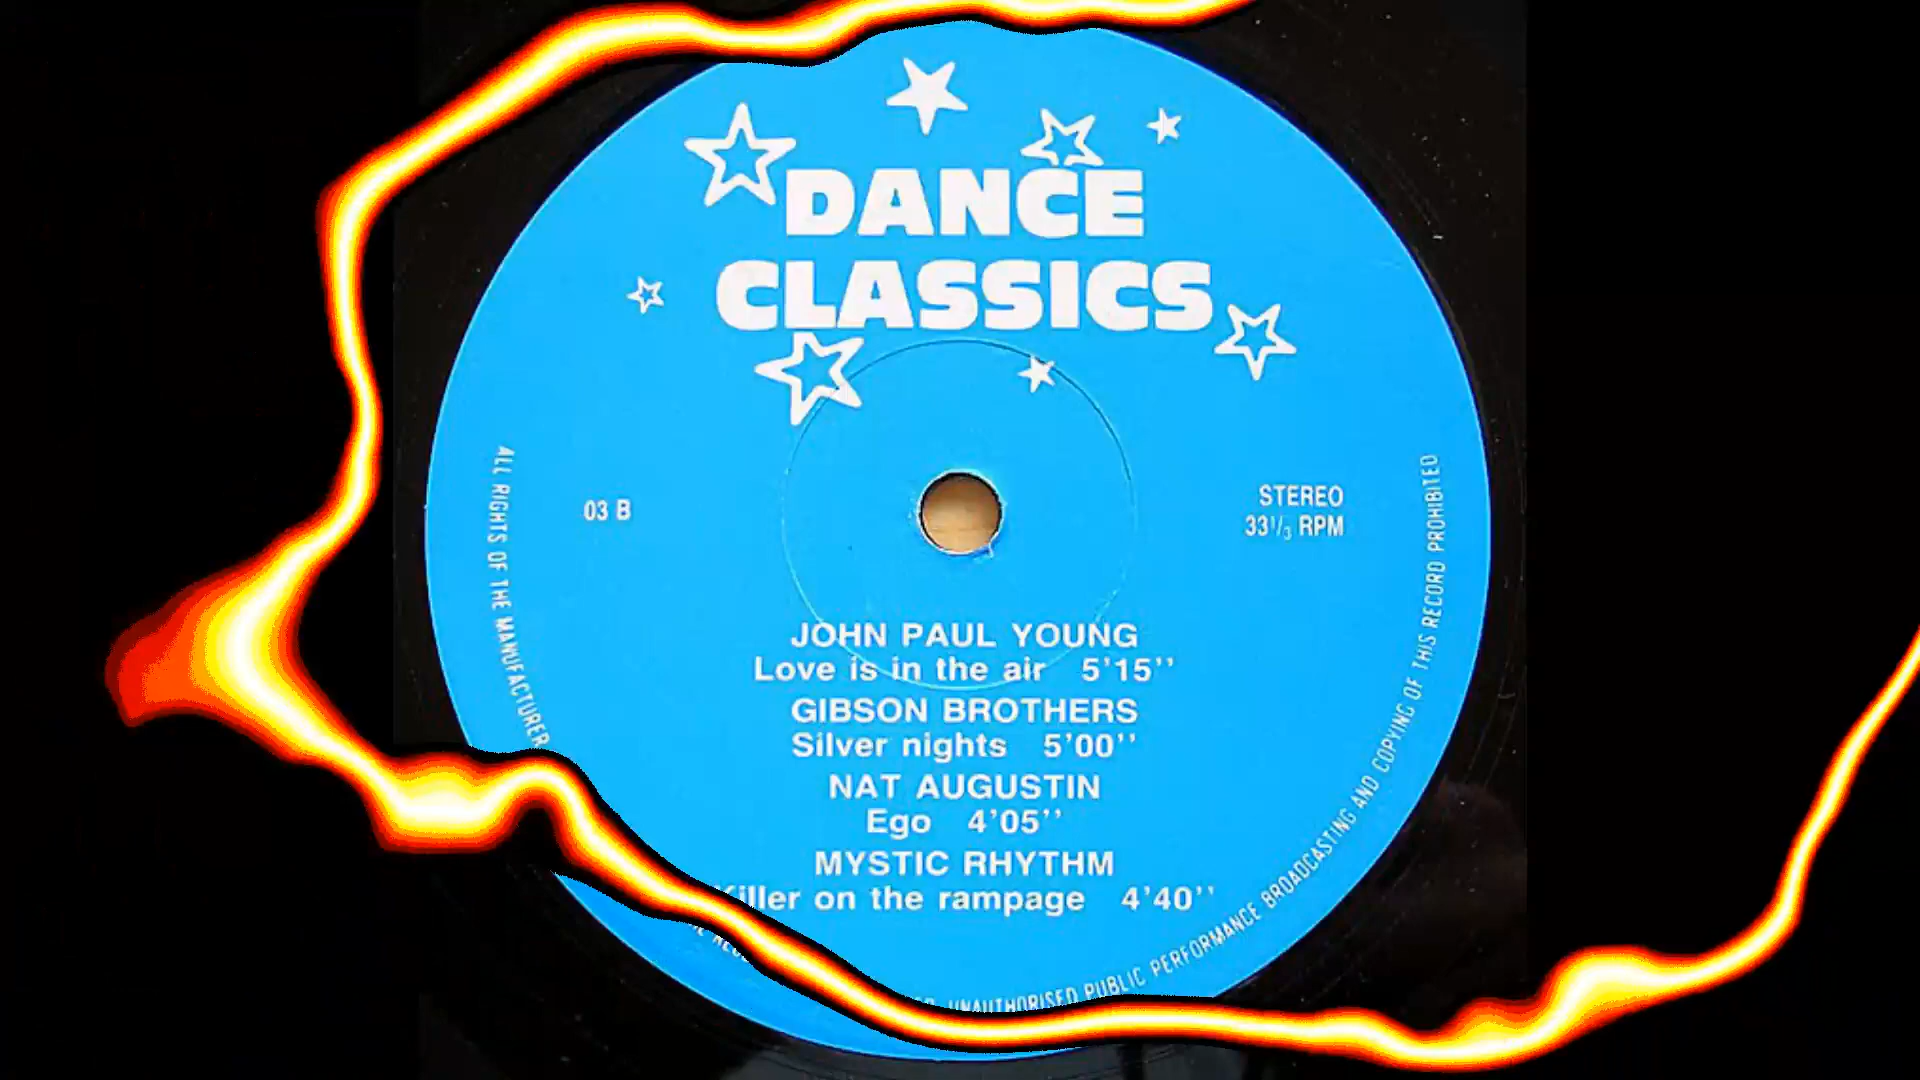 DANCE
CLASSICS
03 B
STEREO
33 1/3 RPM
JOHN PAUL YOUNG
Love is in the air 5'15''
GIBSON BROTHERS
Silver nights 5'00''
NAT AUGUSTIN
Ego 4'05''
MYSTIC RHYTHM
Killer on the rampage 4'40''
ALL RIGHTS OF THE MANUFACTURER
UNAUTHORISED PUBLIC PERFORMANCE BROADCASTING AND COPYING OF THIS RECORD PROHIBITED